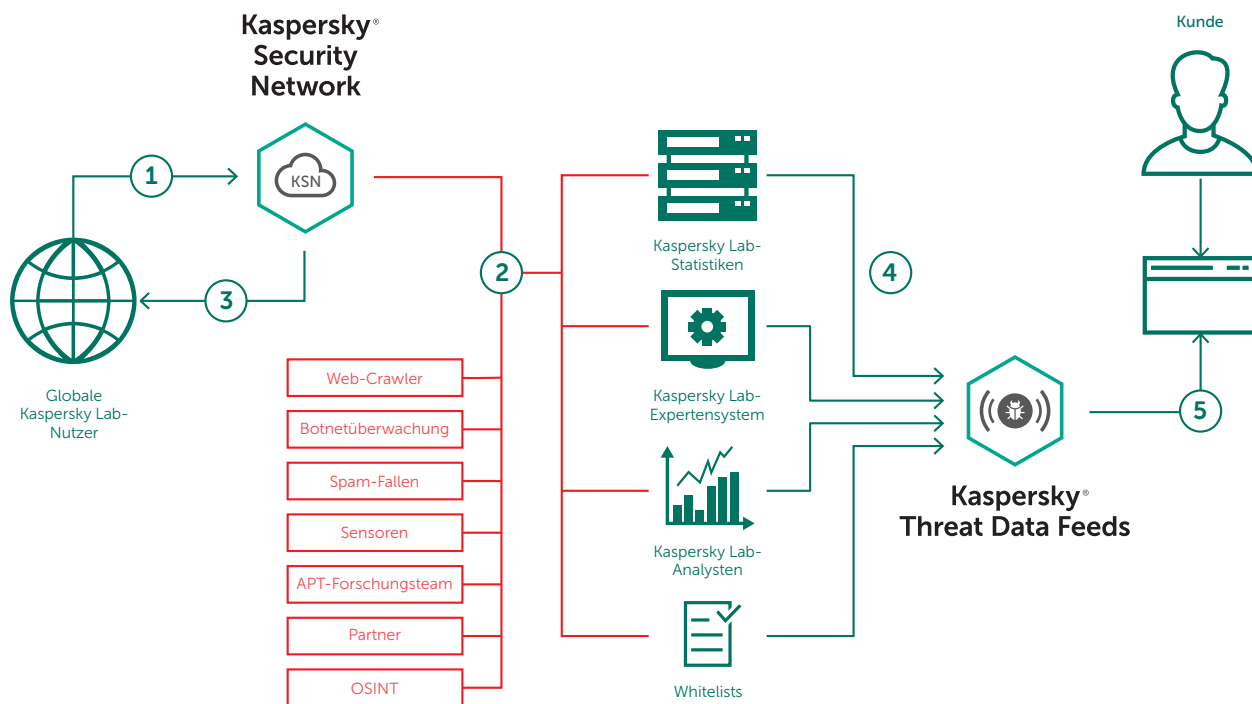 Kaspersky®
Security
Network
Kunde
1
KSN
Kaspersky Lab-
Statistiken
2
4
3
Globale
Kaspersky Lab-
Nutzer
Web-Crawler
Botnetüberwachung
Spam-Fallen
Sensoren
APT-Forschungsteam
Partner
OSINT
Kaspersky Lab-
Expertensystem
Kaspersky Lab-
Analysten
Whitelists
5
Kaspersky®
Threat Data Feeds